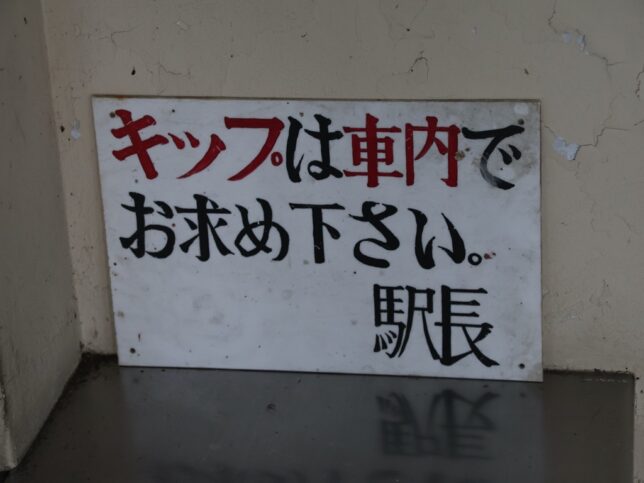 キップは車内で
お求め下さい。
駅長